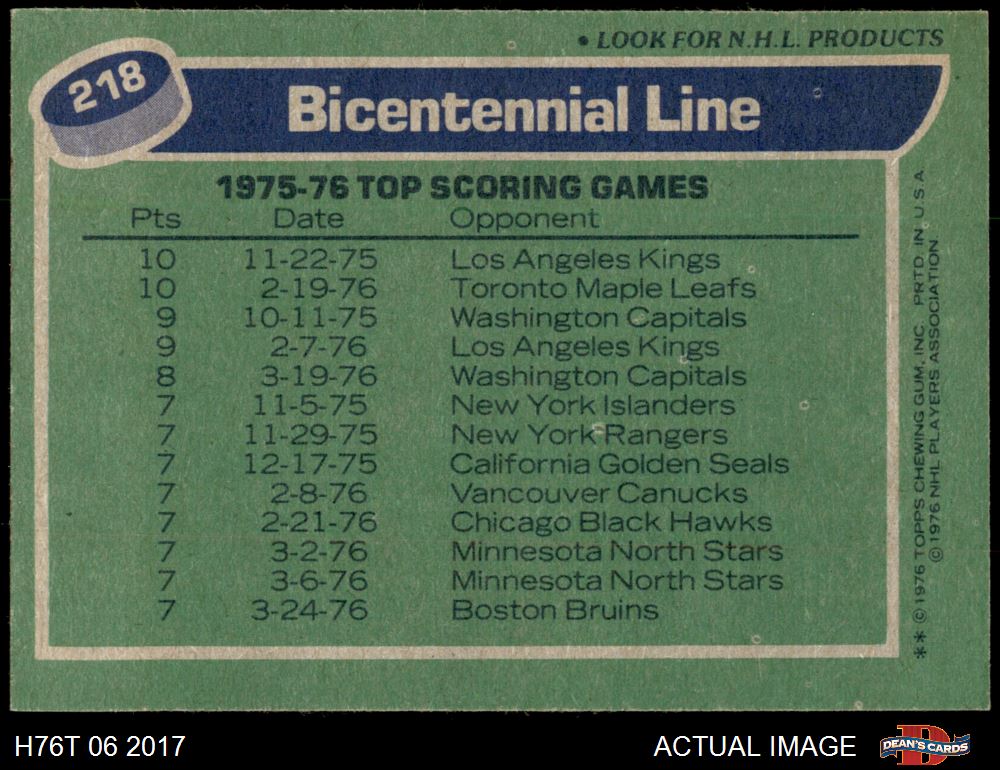 • LOOK FOR N.H.L. PRODUCTS
218
Bicentennial Line
1975-76 TOP SCORING GAMES
Pts Date Opponent
10 11-22-75 Los Angeles Kings
10 2-19-76 Toronto Maple Leafs
9 10-11-75 Washington Capitals
9 2-7-76 Los Angeles Kings
8 3-19-76 Washington Capitals
7 11-5-75 New York Islanders
7 11-29-75 New York Rangers
7 12-17-75 California Golden Seals
7 2-8-76 Vancouver Canucks
7 2-21-76 Chicago Black Hawks
7 3-2-76 Minnesota North Stars
7 3-6-76 Minnesota North Stars
7 3-24-76 Boston Bruins
** © 1976 TOPPS CHEWING GUM, INC. PRTD. IN U.S.A
© 1976 NHL PLAYERS ASSOCIATION
H76T 06 2017
ACTUAL IMAGE
D
DEAN'S CARDS